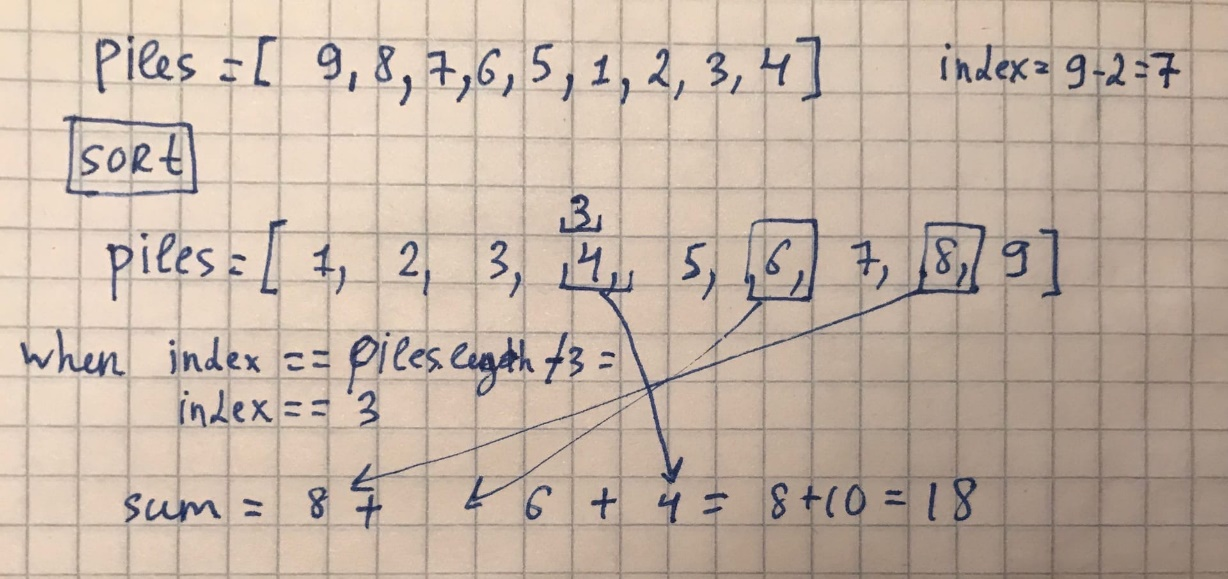 piles = [ 9, 8, 7, 6, 5, 1, 2, 3, 4 ] index = 9-2=7
SORt
3
piles = [ 1, 2, 3, 4, 5, 6, 7, 8, 9 ]
when index == piles.length /3 =
index == 3
sum = 8 + 6 + 4 = 8+10 = 18